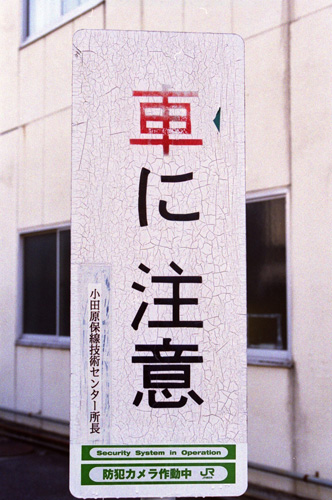 車に注意
小田原保線技術センター所長
Security System in Operation
防犯カメラ作動中 JR